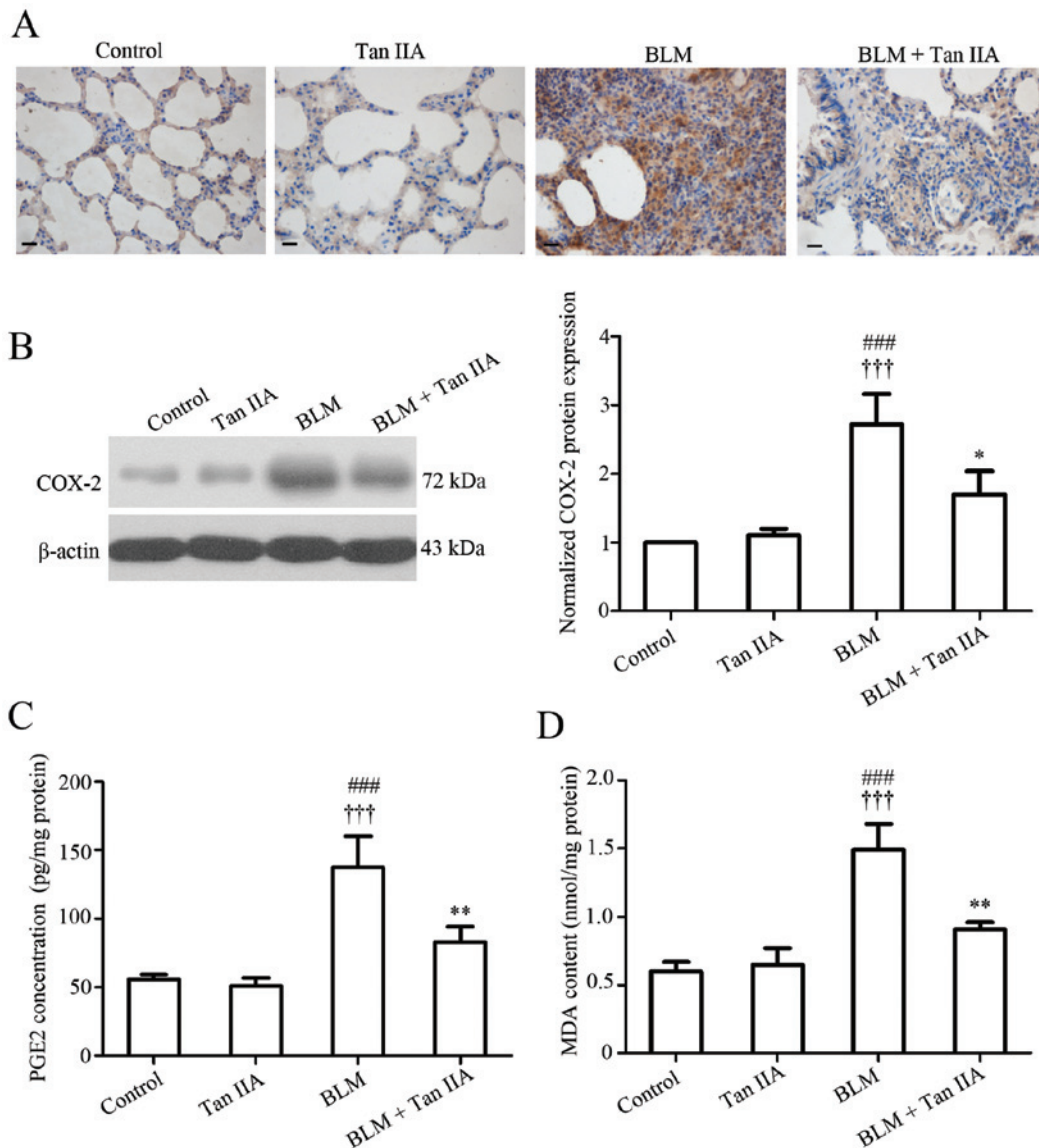 A
Control
Tan IIA
BLM
BLM + Tan IIA
B
Control
Tan IIA
BLM
BLM + Tan IIA
COX-2
72 kDa
β-actin
43 kDa
Normalized COX-2 protein expression
4
3
2
1
0
###
†††
*
Control
Tan IIA
BLM
BLM + Tan IIA
C
PGE2 concentration (pg/mg protein)
200
150
100
50
0
###
†††
**
Control
Tan IIA
BLM
BLM + Tan IIA
D
MDA content (nmol/mg protein)
2.0
1.5
1.0
0.5
0
###
†††
**
Control
Tan IIA
BLM
BLM + Tan IIA